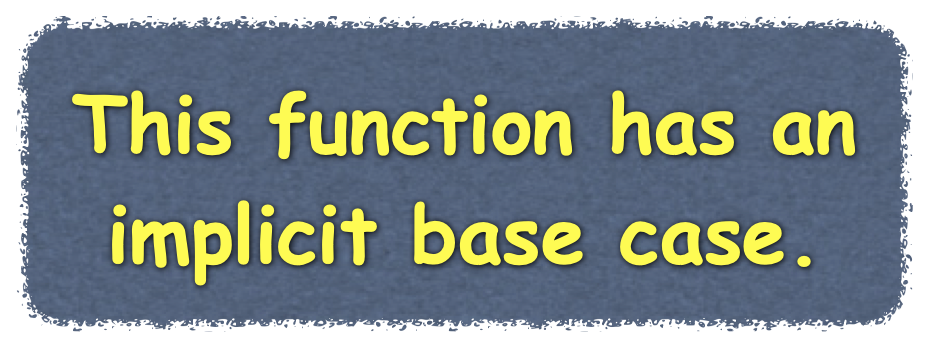 This function has an
implicit base case.